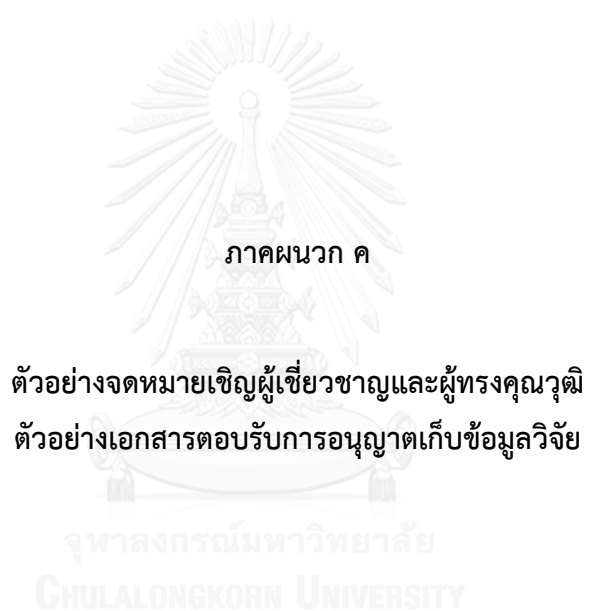 ภาคผนวก ค
ตัวอย่างจดหมายเชิญผู้เชี่ยวชาญและผู้ทรงคุณวุฒิ
ตัวอย่างเอกสารตอบรับการอนุญาตเก็บข้อมูลวิจัย
จุฬาลงกรณ์มหาวิทยาลัย
CHULALONGKORN UNIVERSITY